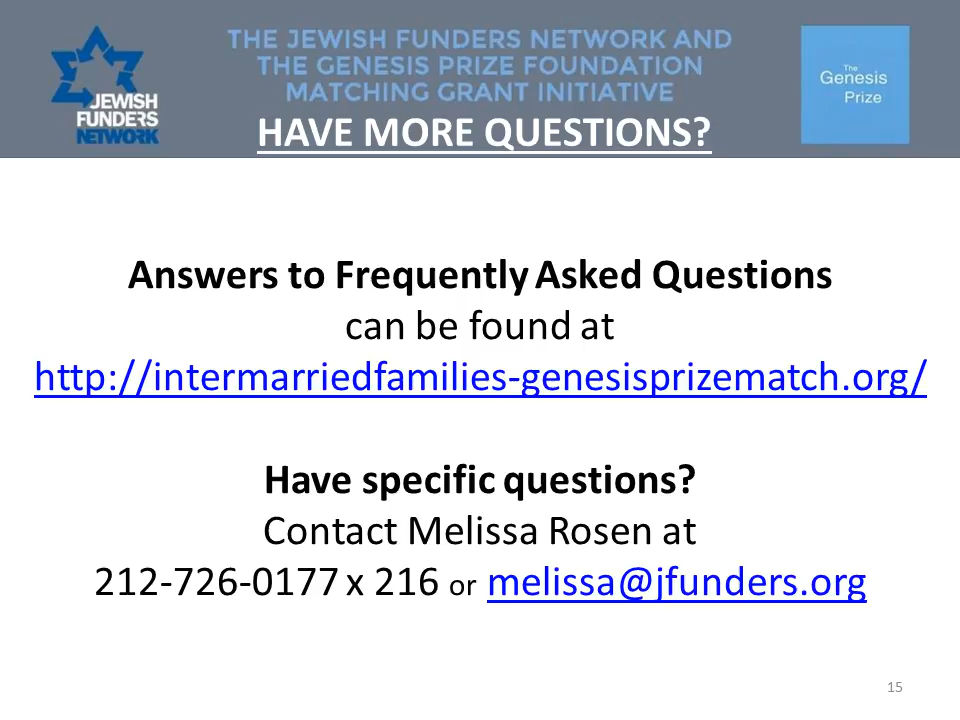 THE JEWISH FUNDERS NETWORK AND
THE GENESIS PRIZE FOUNDATION
MATCHING GRANT INITIATIVE
HAVE MORE QUESTIONS?
JEWISH
FUNDERS
NETWORK
The
Genesis
Prize
Answers to Frequently Asked Questions
can be found at
http://intermarriedfamilies-genesisprizematch.org/
Have specific questions?
Contact Melissa Rosen at
212-726-0177 x 216 or melissa@jfunders.org
15